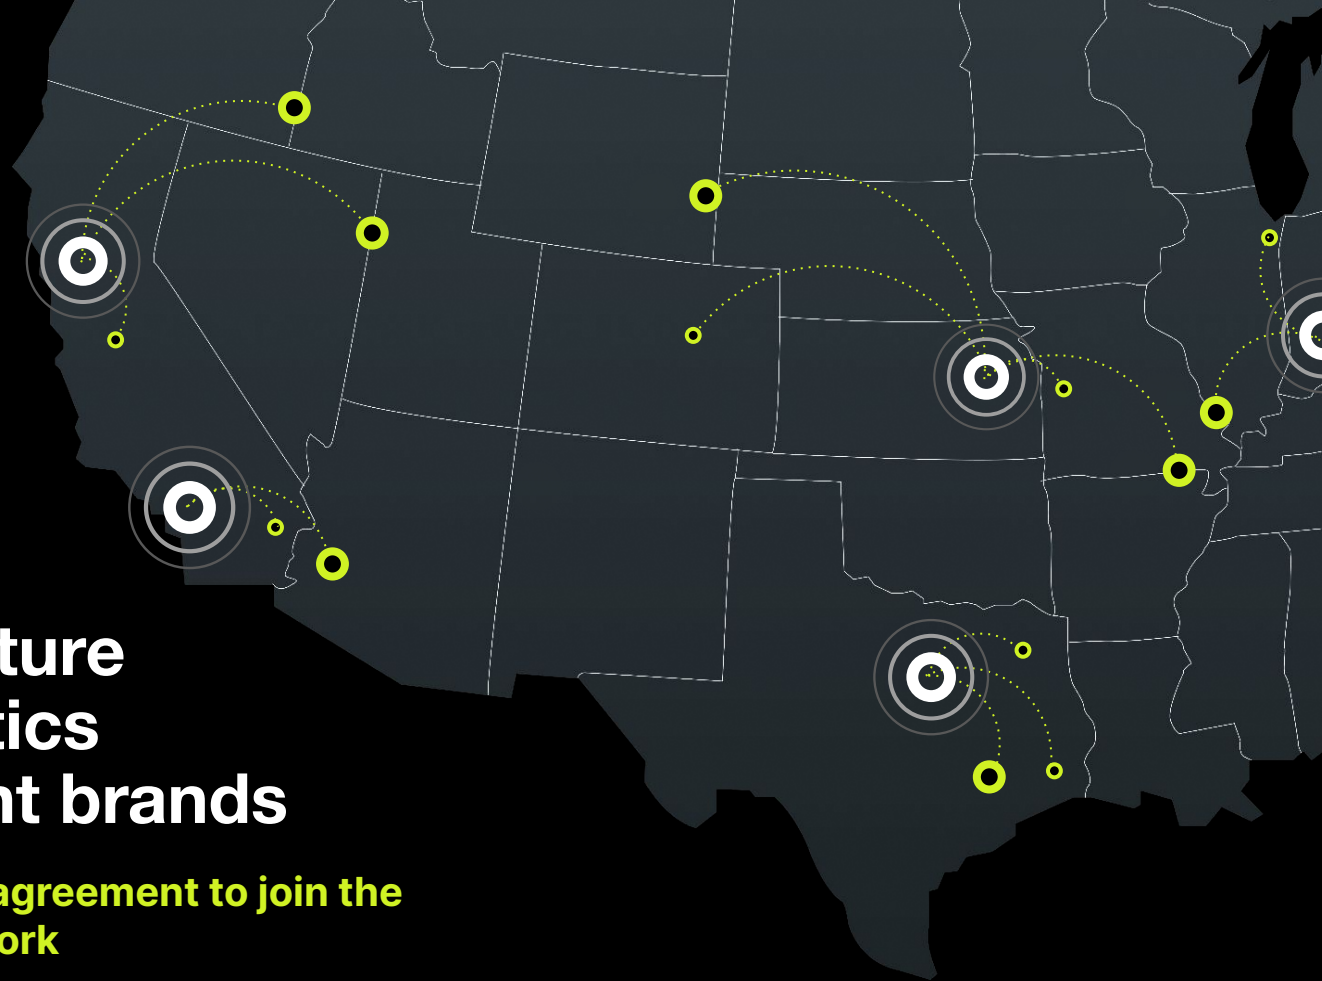 ture
tics
nt brands
agreement to join the
ork